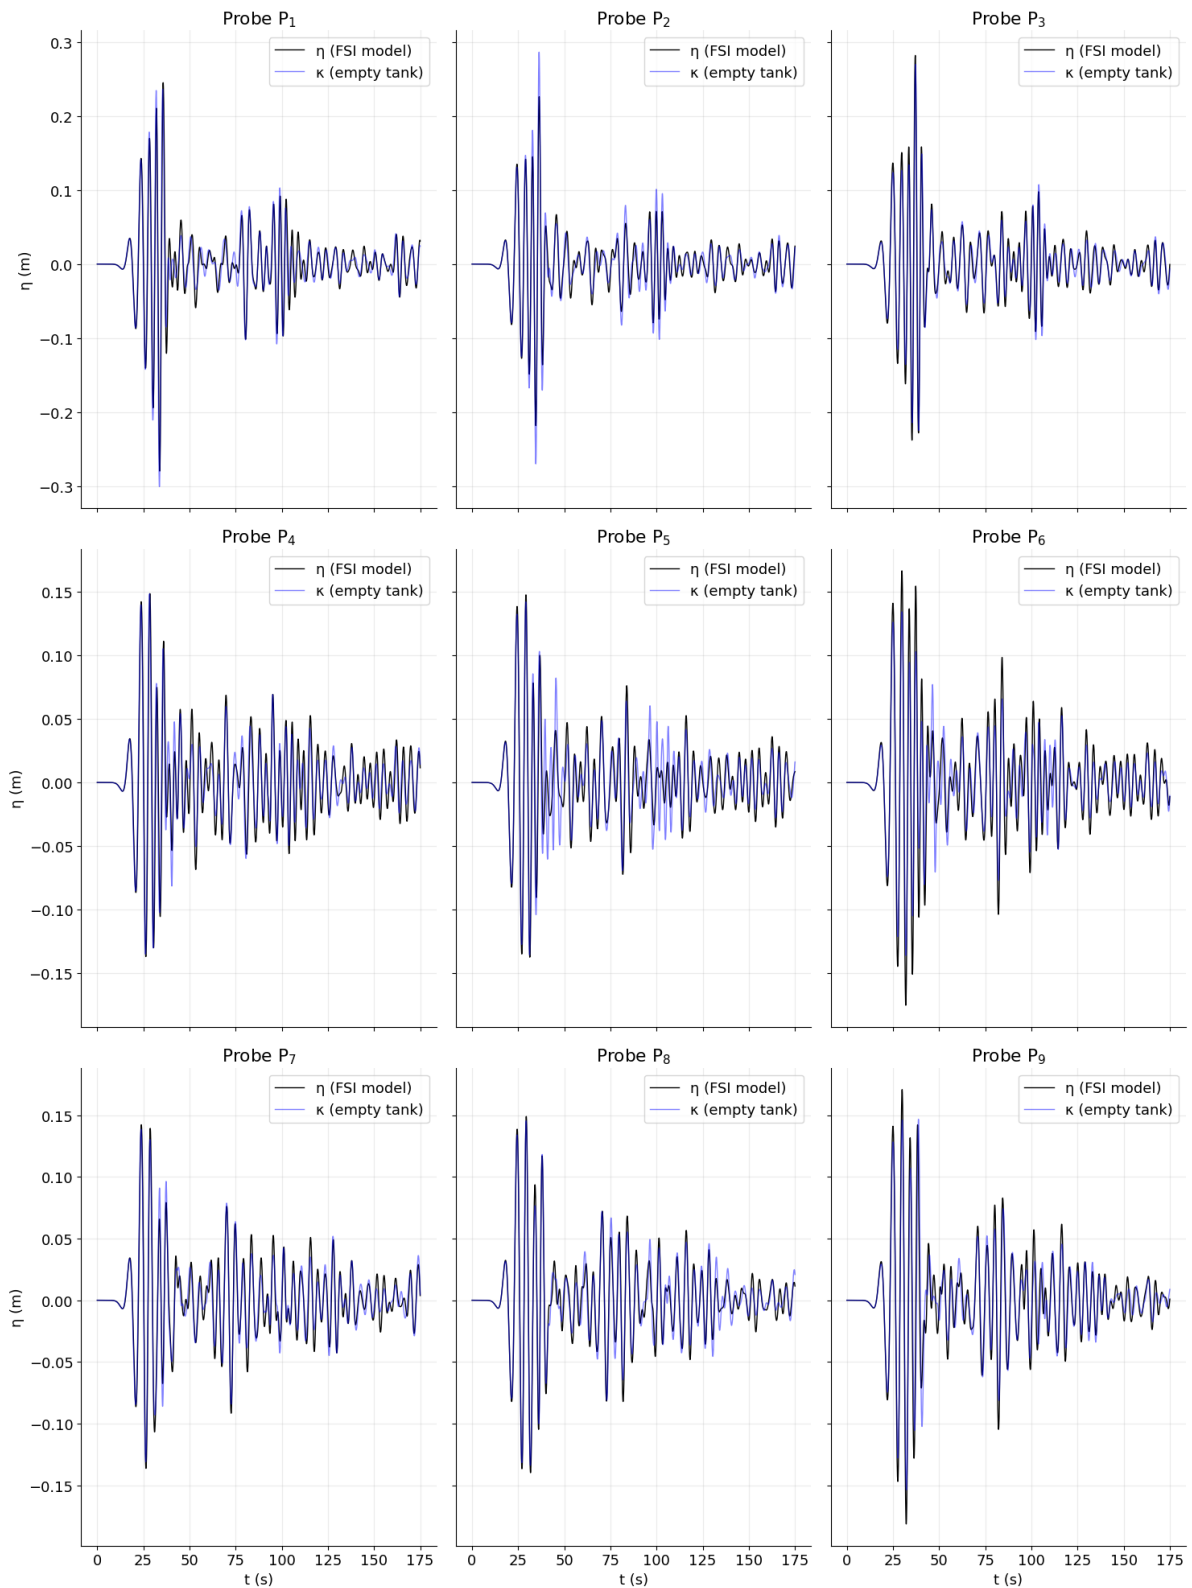 Probe P₁ Probe P₂ Probe P₃
η (FSI model) η (FSI model) η (FSI model)
κ (empty tank) κ (empty tank) κ (empty tank)
0.3
0.2
0.1
0.0
−0.1
−0.2
−0.3
η (m)
Probe P₄ Probe P₅ Probe P₆
η (FSI model) η (FSI model) η (FSI model)
κ (empty tank) κ (empty tank) κ (empty tank)
0.15
0.10
0.05
0.00
−0.05
−0.10
−0.15
η (m)
Probe P₇ Probe P₈ Probe P₉
η (FSI model) η (FSI model) η (FSI model)
κ (empty tank) κ (empty tank) κ (empty tank)
0.15
0.10
0.05
0.00
−0.05
−0.10
−0.15
η (m)
0 25 50 75 100 125 150 175 0 25 50 75 100 125 150 175 0 25 50 75 100 125 150 175
t (s) t (s) t (s)